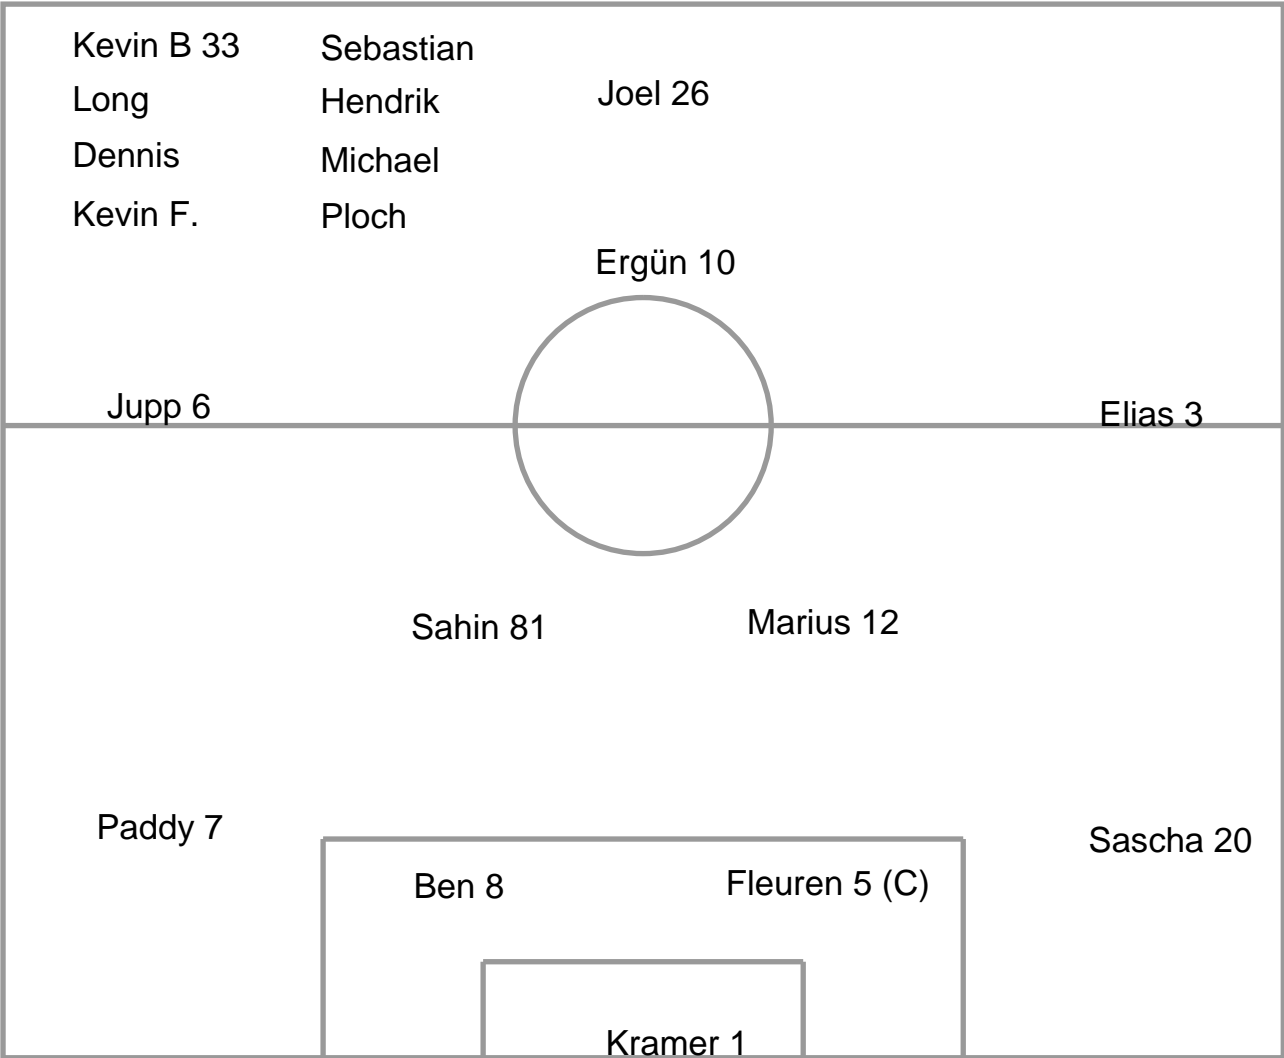 Kevin B 33
Sebastian
Long
Hendrik
Joel 26
Dennis
Michael
Kevin F.
Ploch
Ergün 10
Jupp 6
Elias 3
Sahin 81
Marius 12
Paddy 7
Sascha 20
Ben 8
Fleuren 5 (C)
Kramer 1